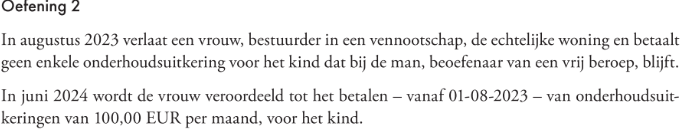 Oefening 2
In augustus 2023 verlaat een vrouw, bestuurder in een vennootschap, de echtelijke woning en betaalt
geen enkele onderhoudsuitkering voor het kind dat bij de man, beoefenaar van een vrij beroep, blijft.
In juni 2024 wordt de vrouw veroordeeld tot het betalen – vanaf 01-08-2023 – van onderhoudsuit-
keringen van 100,00 EUR per maand, voor het kind.